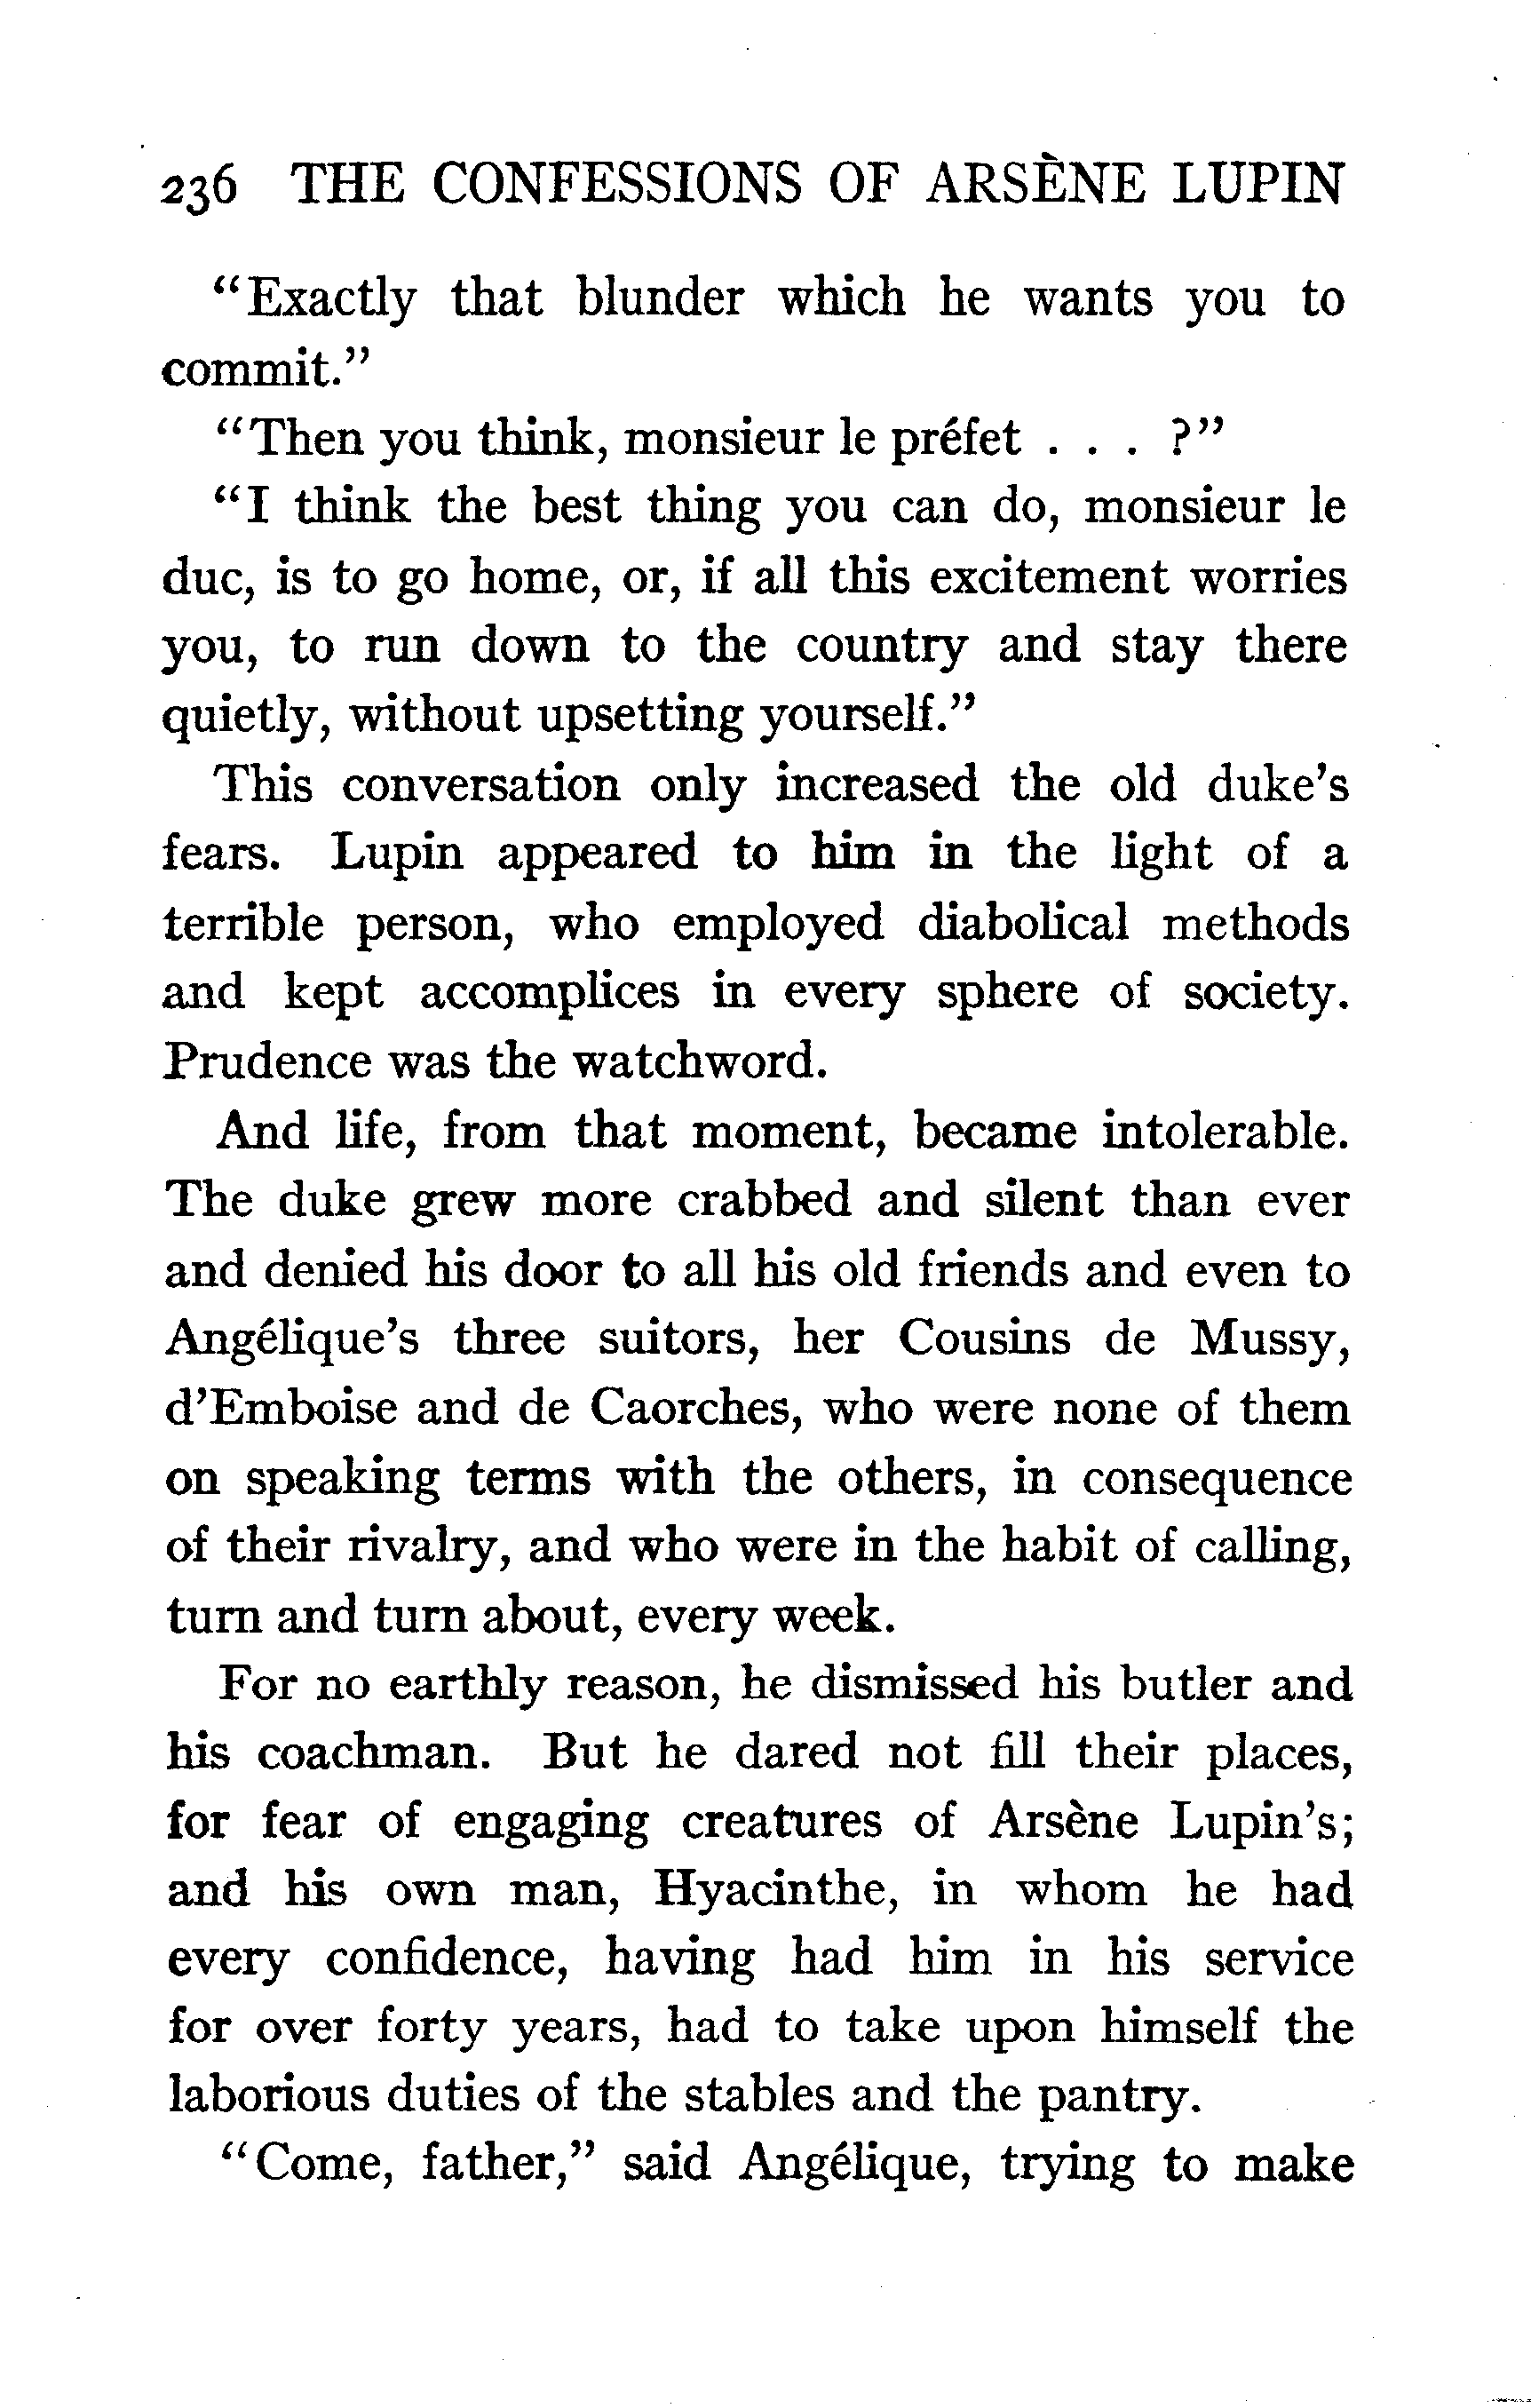 236 THE CONFESSIONS OF ARSÈNE LUPIN
“Exactly that blunder which he wants you to
commit.”
“Then you think, monsieur le préfet . . . ?”
“I think the best thing you can do, monsieur le
duc, is to go home, or, if all this excitement worries
you, to run down to the country and stay there
quietly, without upsetting yourself.”
This conversation only increased the old duke’s
fears. Lupin appeared to him in the light of a
terrible person, who employed diabolical methods
and kept accomplices in every sphere of society.
Prudence was the watchword.
And life, from that moment, became intolerable.
The duke grew more crabbed and silent than ever
and denied his door to all his old friends and even to
Angélique’s three suitors, her Cousins de Mussy,
d’Emboise and de Caorches, who were none of them
on speaking terms with the others, in consequence
of their rivalry, and who were in the habit of calling,
turn and turn about, every week.
For no earthly reason, he dismissed his butler and
his coachman. But he dared not fill their places,
for fear of engaging creatures of Arsène Lupin’s;
and his own man, Hyacinthe, in whom he had
every confidence, having had him in his service
for over forty years, had to take upon himself the
laborious duties of the stables and the pantry.
“Come, father,” said Angélique, trying to make